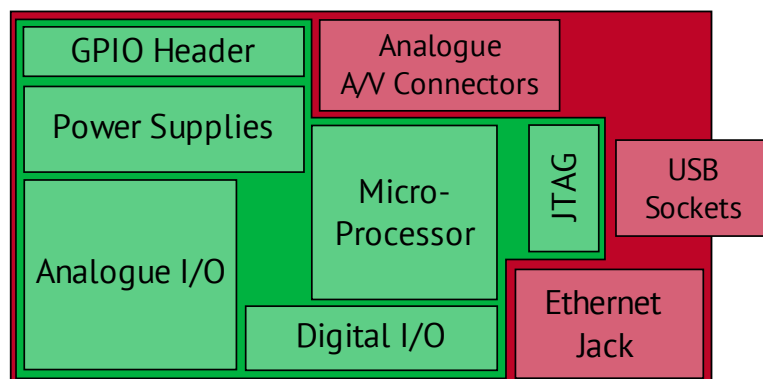 GPIO Header
Analogue
A/V Connectors
Power Supplies
Micro-
Processor
JTAG
USB
Sockets
Analogue I/O
Digital I/O
Ethernet
Jack